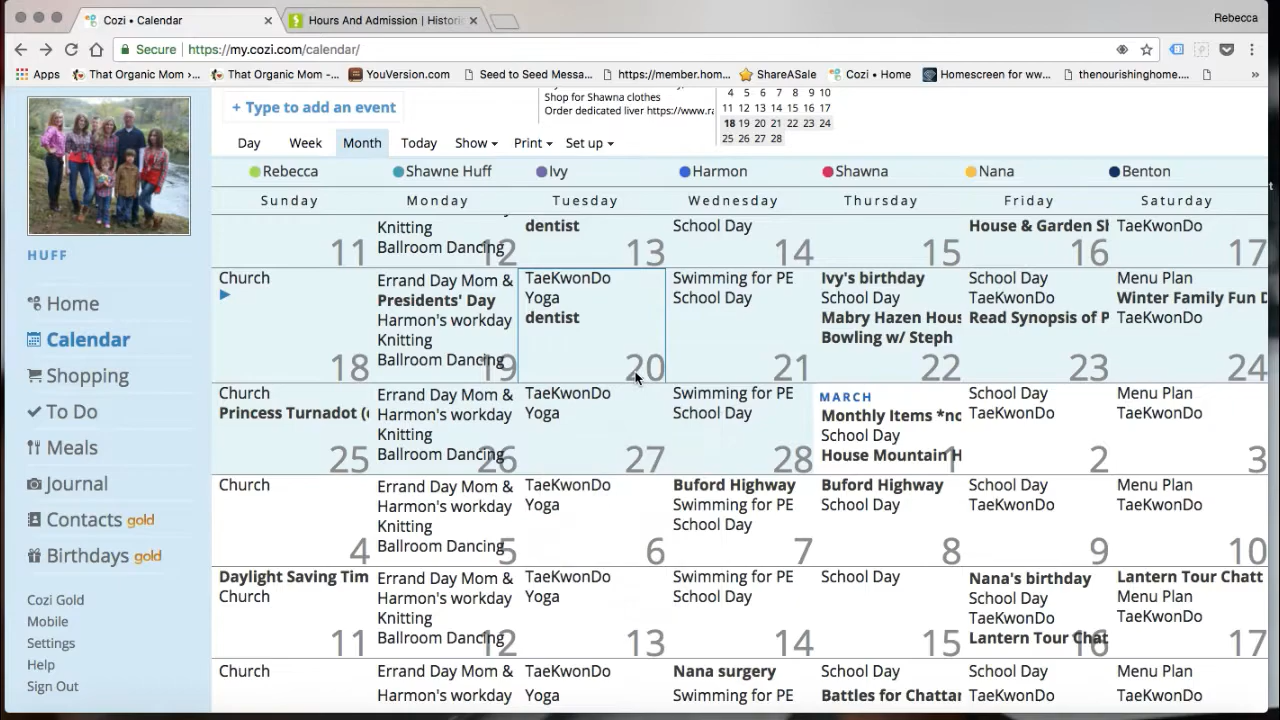 Cozi • Calendar
Hours And Admission | Histori
Rebecca
Secure | https://my.cozi.com/calendar/
Apps
That Organic Mom ›...
That Organic Mom -...
YouVersion.com
Seed to Seed Messa...
https://member.hom...
ShareASale
Cozi • Home
Homescreen for ww...
thenourishinghome....
»
+ Type to add an event
Shop for Shawna clothes
Order dedicated liver https://www.ra
4 5 6 7 8 9 10
11 12 13 14 15 16 17
18 19 20 21 22 23 24
25 26 27 28
Day Week Month Today Show Print Set up
Rebecca Shawne Huff Ivy Harmon Shawna Nana Benton
Sunday Monday Tuesday Wednesday Thursday Friday Saturday
HUFF
Home
Calendar
Shopping
To Do
Meals
Journal
Contacts gold
Birthdays gold
Cozi Gold
Mobile
Settings
Help
Sign Out
11
Knitting
Ballroom Dancing
12
dentist
13
School Day
14
15
House & Garden Sh
16
TaeKwonDo
17
Church
18
Errand Day Mom &
Presidents' Day
Harmon's workday
Knitting
Ballroom Dancing
19
TaeKwonDo
Yoga
dentist
20
Swimming for PE
School Day
21
Ivy's birthday
School Day
Mabry Hazen Hous
Bowling w/ Steph
22
School Day
TaeKwonDo
Read Synopsis of P
23
Menu Plan
Winter Family Fun D
TaeKwonDo
24
Church
Princess Turnadot (
25
Errand Day Mom &
Harmon's workday
Knitting
Ballroom Dancing
26
TaeKwonDo
Yoga
27
Swimming for PE
School Day
28
MARCH
Monthly Items *no
School Day
House Mountain H
1
School Day
TaeKwonDo
2
Menu Plan
TaeKwonDo
3
Church
4
Errand Day Mom &
Harmon's workday
Knitting
Ballroom Dancing
5
TaeKwonDo
Yoga
6
Buford Highway
Swimming for PE
School Day
7
Buford Highway
School Day
8
School Day
TaeKwonDo
9
Menu Plan
TaeKwonDo
10
Daylight Saving Tim
Church
11
Errand Day Mom &
Harmon's workday
Knitting
Ballroom Dancing
12
TaeKwonDo
Yoga
13
Swimming for PE
School Day
14
School Day
15
Nana's birthday
School Day
TaeKwonDo
Lantern Tour Chat
16
Lantern Tour Chatt
Menu Plan
TaeKwonDo
17
Church
Errand Day Mom &
Harmon's workday
TaeKwonDo
Yoga
Nana surgery
Swimming for PE
School Day
Battles for Chattar
School Day
TaeKwonDo
Menu Plan
TaeKwonDo